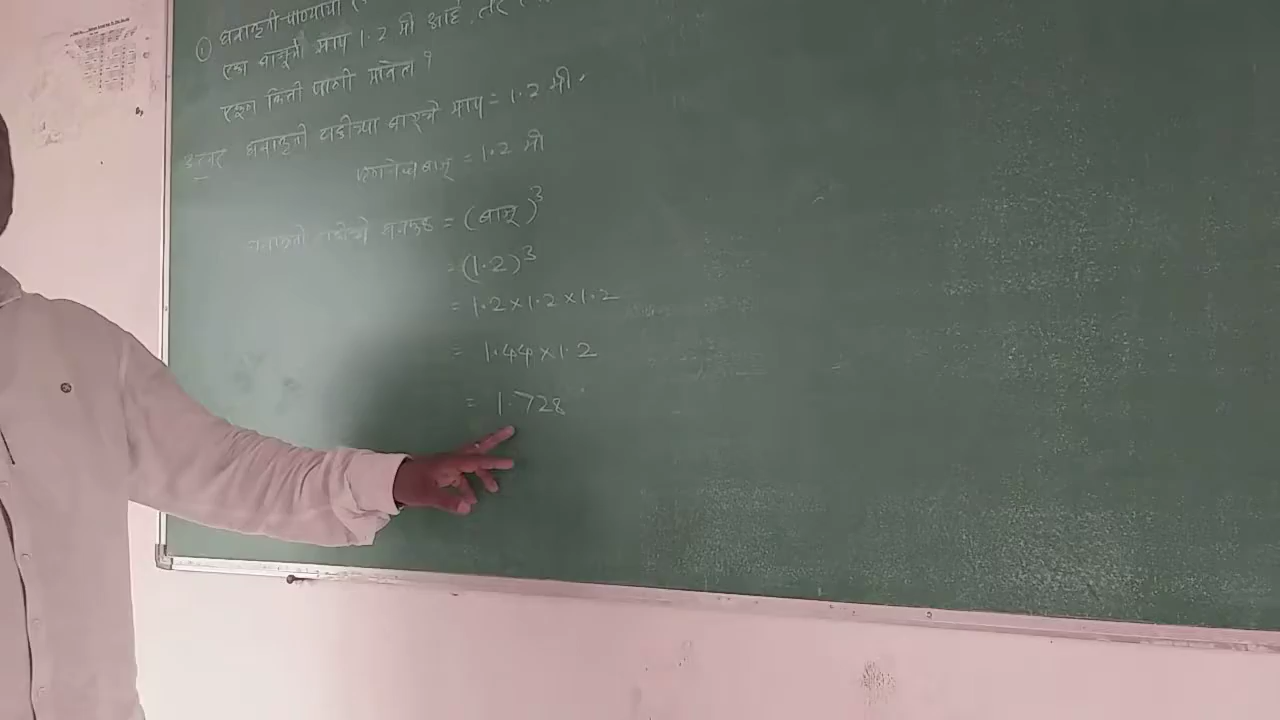 ① घनाकृती पाण्याची
एका बाजूचे माप 1.2 मी आहे. तर
एकूण किती पाणी मावेल ?
उत्तर घनाकृती टाकीच्या बाजूचे माप = 1.2 मी.
बाजू = 1.2 मी
घनाकृती टाकीचे घनफळ = (बाजू)³
= (1.2)³
= 1.2 × 1.2 × 1.2
= 1.44 × 1.2
= 1.728